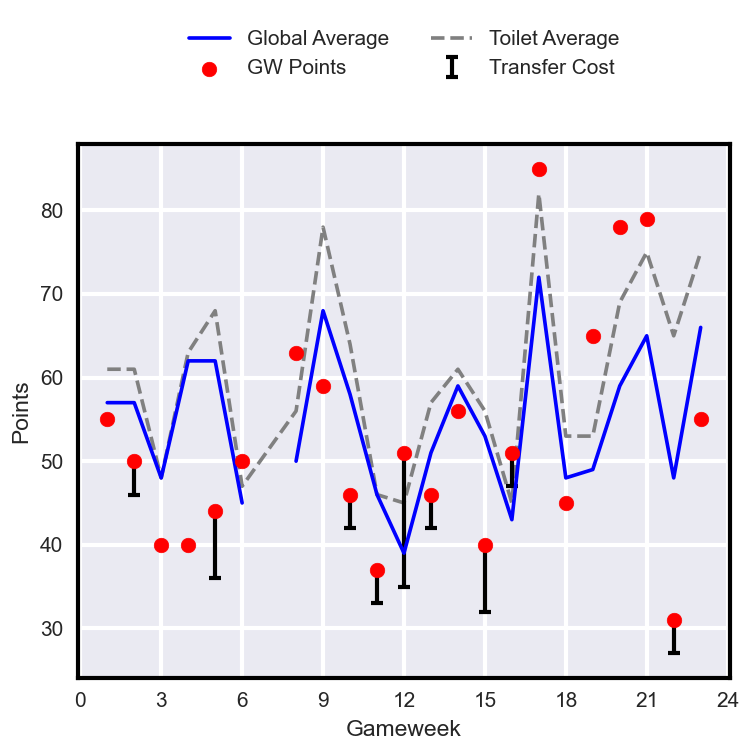 Global Average
Toilet Average
GW Points
Transfer Cost
80
70
60
50
40
30
Points
0 3 6 9 12 15 18 21 24
Gameweek